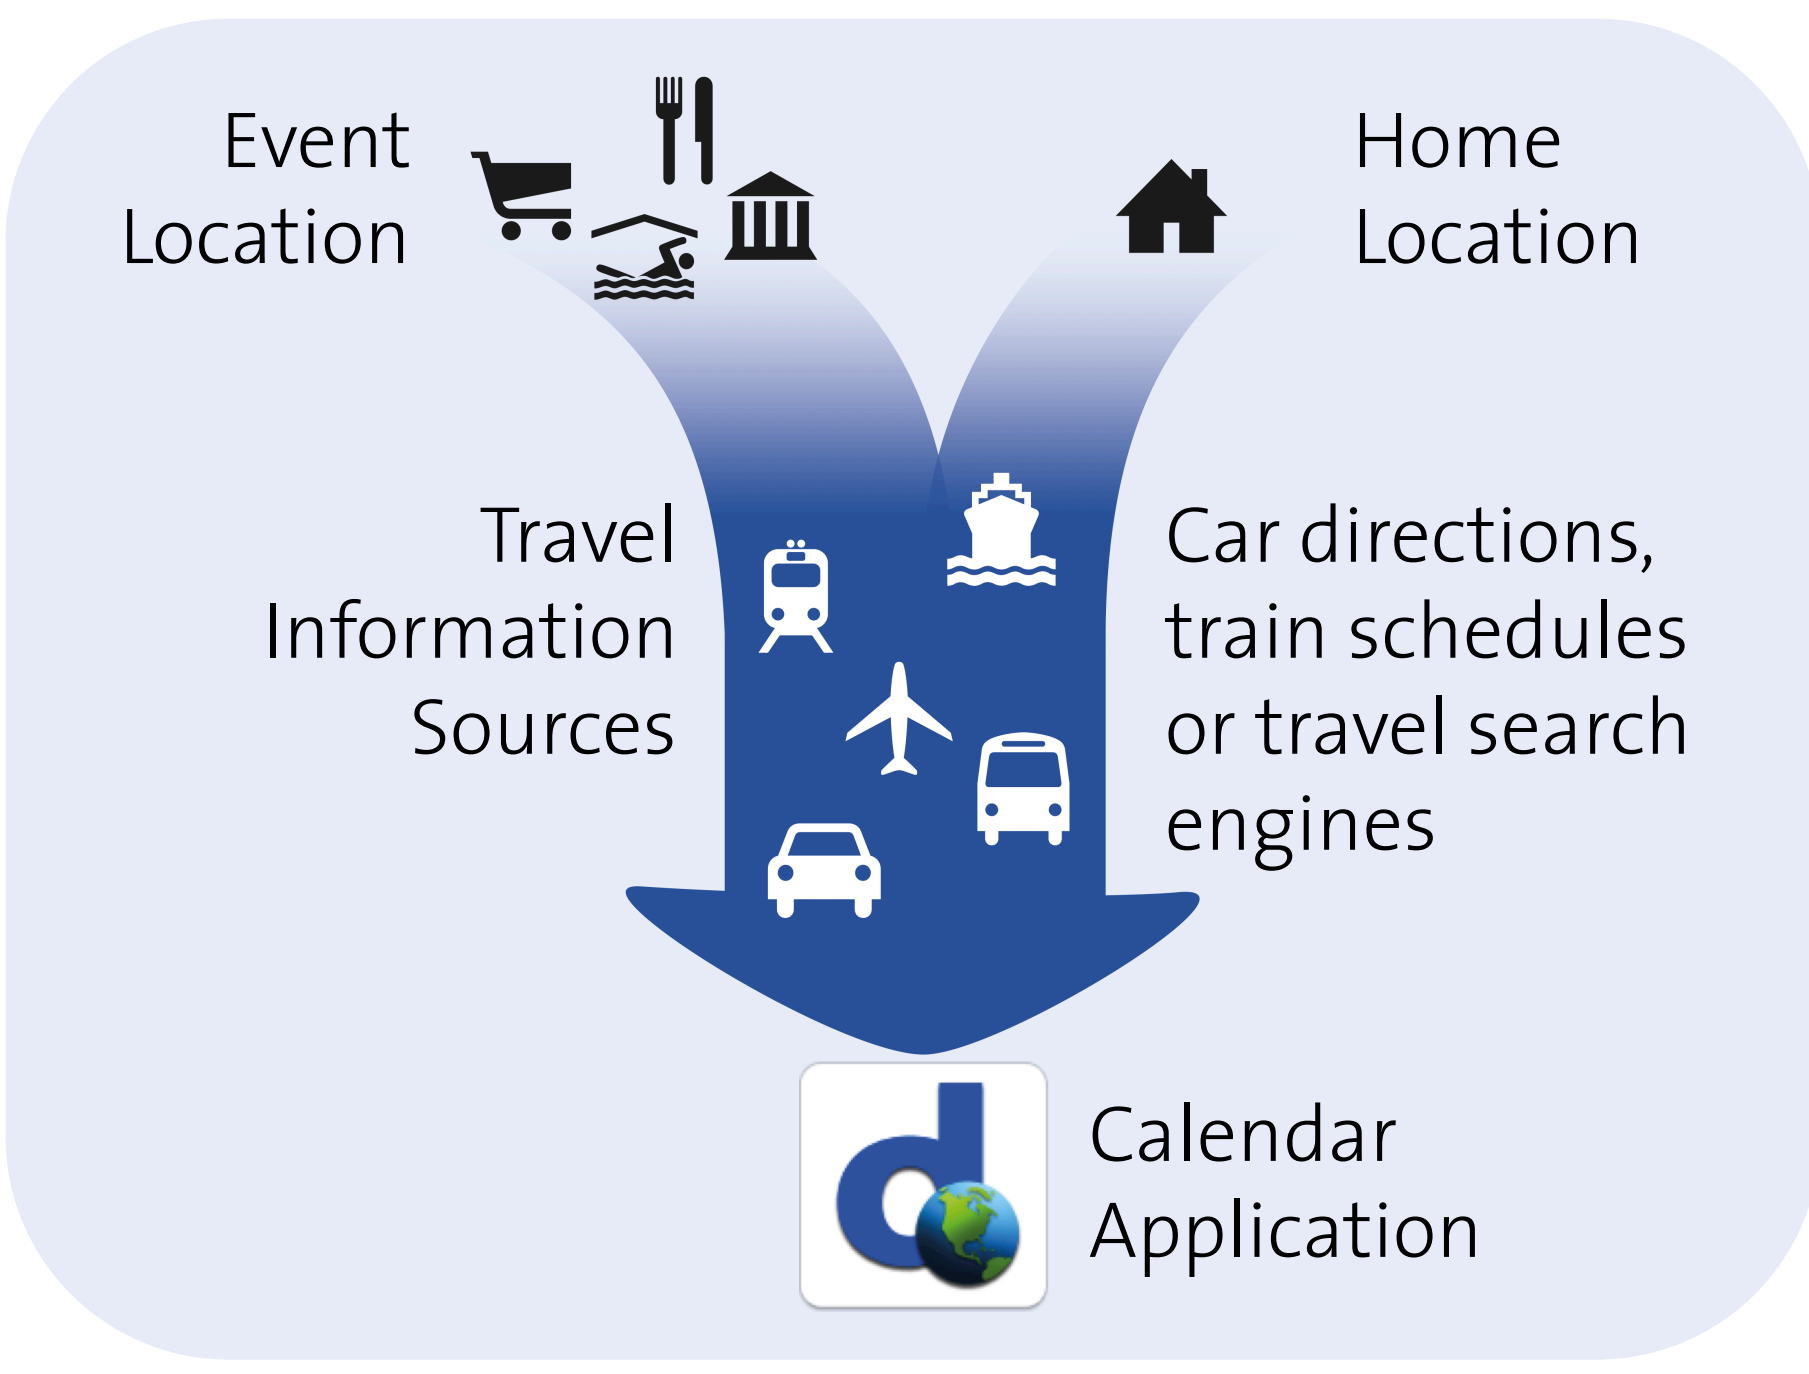 Event
Location
Home
Location
Travel
Information
Sources
Car directions,
train schedules
or travel search
engines
d
Calendar
Application